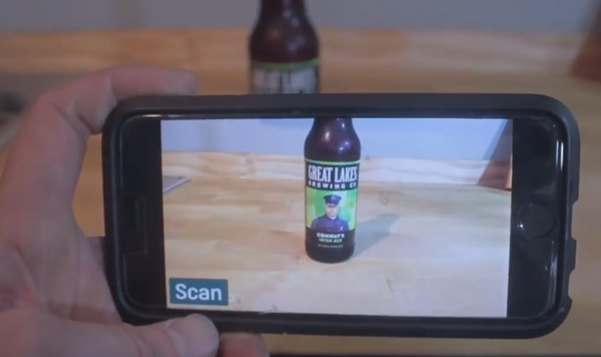 GREAT LAKES
BREWING CO
CONWAY'S
IRISH ALE
Scan